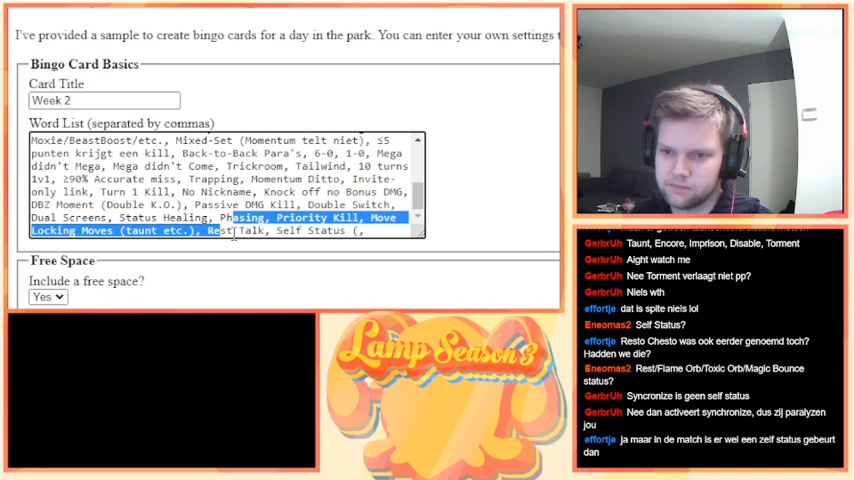 I've provided a sample to create bingo cards for a day in the park. You can enter your own settings t
Bingo Card Basics
Card Title
Week 2
Word List (separated by commas)
Moxie/BeastBoost/etc., Mixed-Set (Momentum telt niet), ≤5
punten krijgt een kill, Back-to-Back Para's, 6-0, 1-0, Mega
didn't Mega, Mega didn't Come, Trickroom, Tailwind, 10 turns
1v1, ≥90% Accurate miss, Trapping, Momentum Ditto, Invite-
only link, Turn 1 Kill, No Nickname, Knock off no Bonus DMG,
DBZ Moment (Double K.O.), Passive DMG Kill, Double Switch,
Dual Screens, Status Healing, Phasing, Priority Kill, Move
Locking Moves (taunt etc.), Rest Talk, Self Status (,
Free Space
Include a free space?
Yes
Lamp Season 3
GerbrUh Taunt, Encore, Imprison, Disable, Torment
GerbrUh Aight watch me
GerbrUh Nee Torment verlaagt niet pp?
GerbrUh Niels wth
effortje dat is spite niels lol
Eneomas2 Self Status?
effortje Resto Chesto was ook eerder genoemd toch?
Hadden we die?
Eneomas2 Rest/Flame Orb/Toxic Orb/Magic Bounce
status?
GerbrUh Syncronize is geen self status
GerbrUh Nee dan activeert synchronize, dus zij paralyzen
jou
effortje ja maar in de match is er wel een zelf status gebeurt
dan